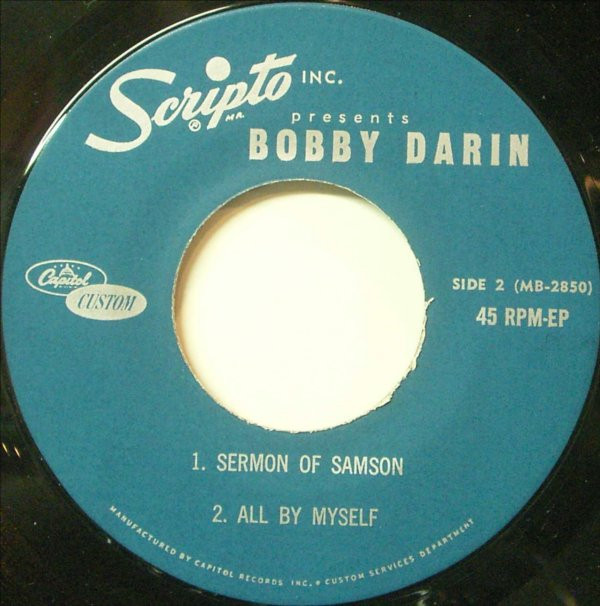 Scripto INC.
® MR.
presents
BOBBY DARIN
Capitol
CUSTOM
SIDE 2 (MB-2850)
45 RPM-EP
1. SERMON OF SAMSON
2. ALL BY MYSELF
MANUFACTURED BY CAPITOL RECORDS INC. • CUSTOM SERVICES DEPARTMENT